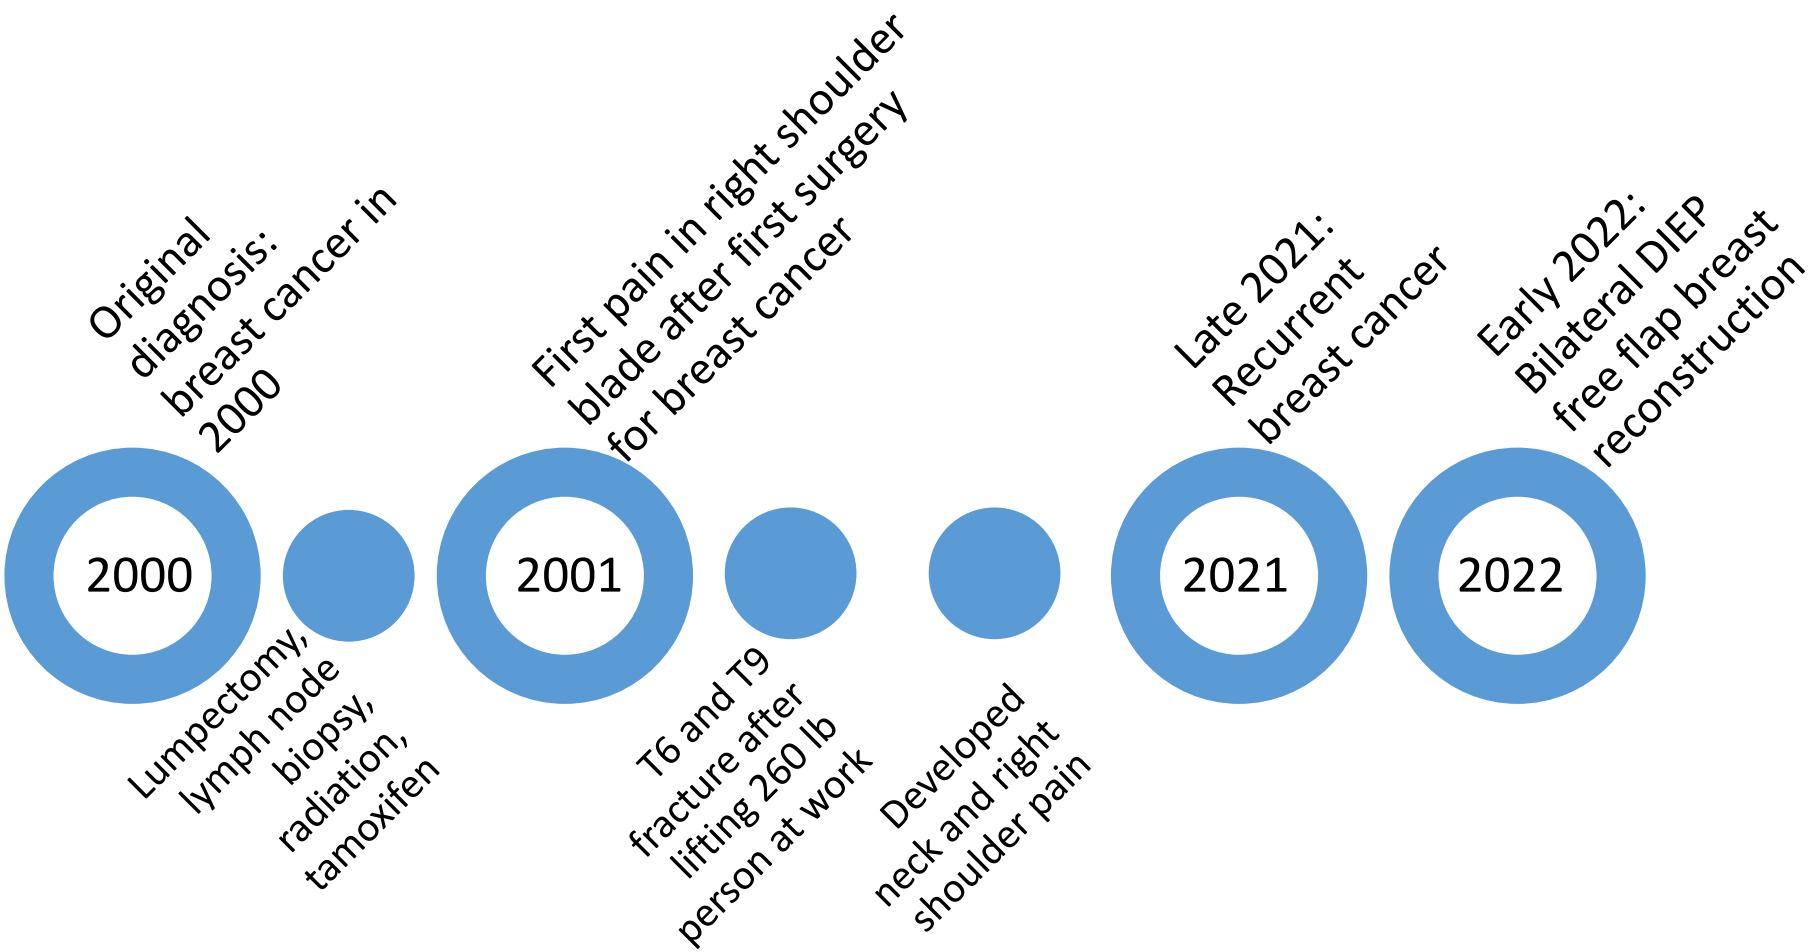 Original
diagnosis:
breast cancer in
2000
First pain in right shoulder
blade after first surgery
for breast cancer
Late 2021:
Recurrent
breast cancer
Early 2022:
Bilateral DIEP
free flap breast
reconstruction
2000
2001
2021
2022
Lumpectomy,
lymph node
biopsy,
radiation,
tamoxifen
T6 and T9
fracture after
lifting 260 lb
person at work
Developed
neck and right
shoulder pain